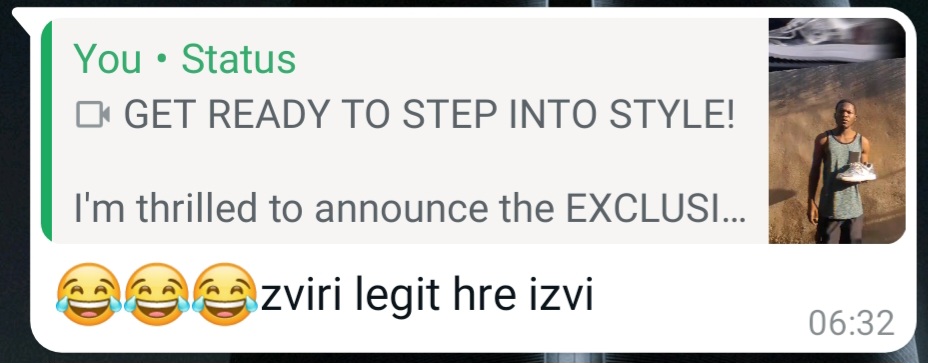 You • Status
GET READY TO STEP INTO STYLE!
I'm thrilled to announce the EXCLUSI...
😂😂😂zviri legit hre izvi
06:32